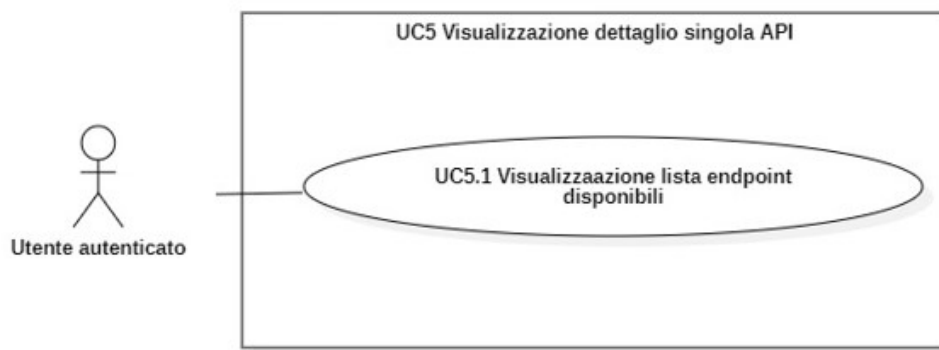 UC5 Visualizzazione dettaglio singola API
UC5.1 Visualizzaazione lista endpoint
disponibili
Utente autenticato